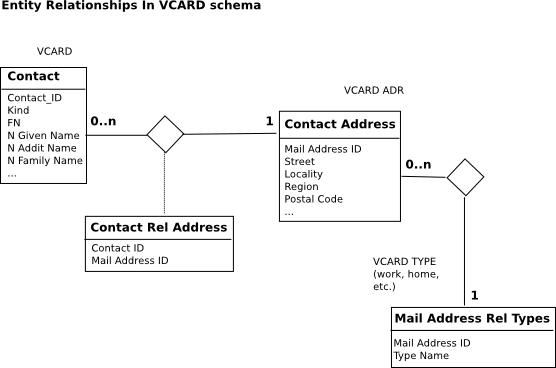 Entity Relationships In VCARD schema
VCARD
Contact
Contact_ID
Kind
FN
N Given Name
N Addit Name
N Family Name
...
0..n
1
VCARD ADR
Contact Address
Mail Address ID
Street
Locality
Region
Postal Code
...
0..n
Contact Rel Address
Contact ID
Mail Address ID
VCARD TYPE
(work, home,
etc.)
1
Mail Address Rel Types
Mail Address ID
Type Name